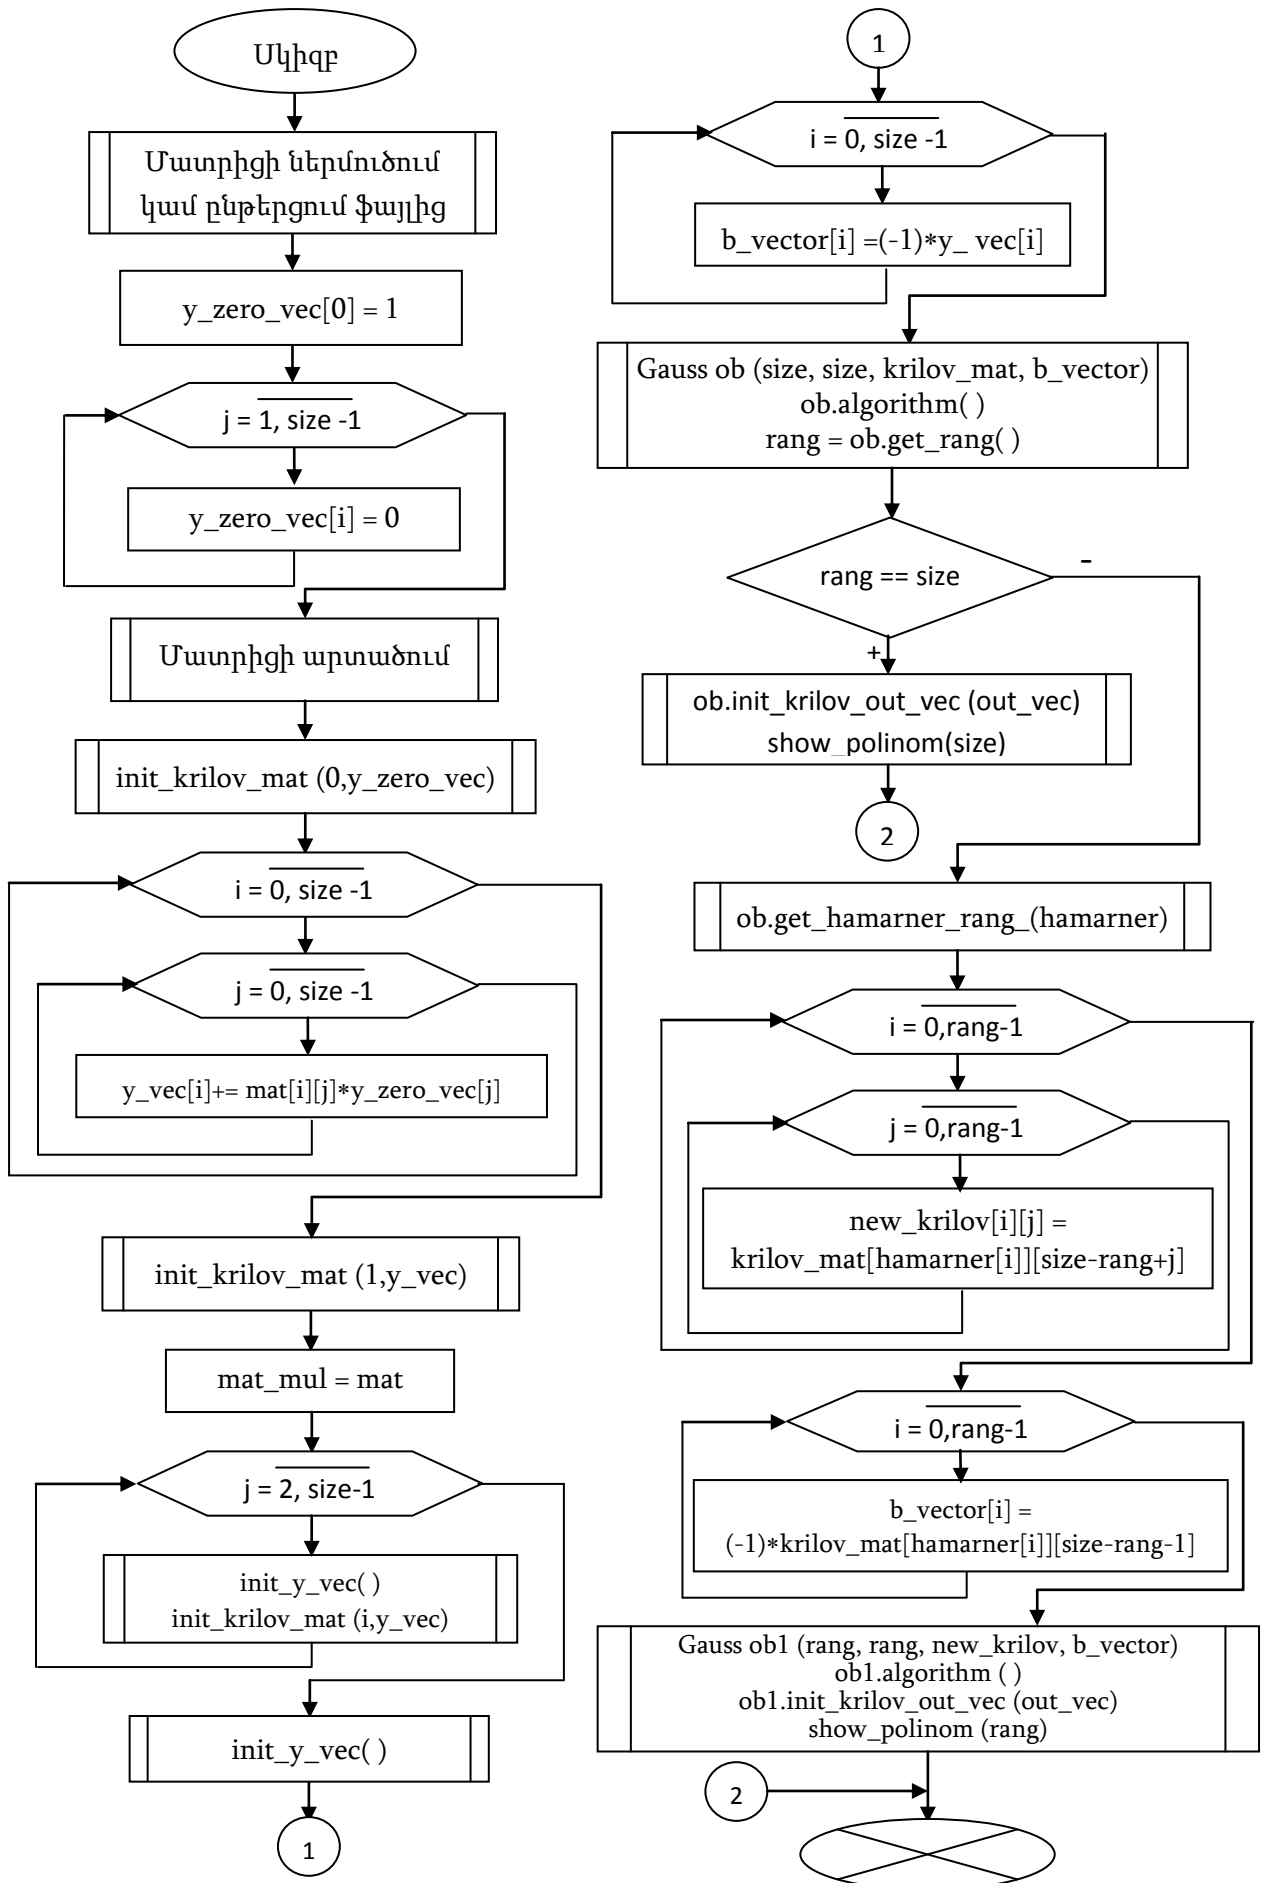 Սկիզբ
Մատրիցի ներմուծում
կամ ընթերցում ֆայլից
y_zero_vec[0] = 1
j = 1, size -1
y_zero_vec[i] = 0
Մատրիցի արտածում
init_krilov_mat (0,y_zero_vec)
i = 0, size -1
j = 0, size -1
y_vec[i]+= mat[i][j]*y_zero_vec[j]
init_krilov_mat (1,y_vec)
mat_mul = mat
j = 2, size-1
init_y_vec( )
init_krilov_mat (i,y_vec)
init_y_vec( )
1
1
i = 0, size -1
b_vector[i] =(-1)*y_ vec[i]
Gauss ob (size, size, krilov_mat, b_vector)
ob.algorithm( )
rang = ob.get_rang( )
rang == size
-
+
ob.init_krilov_out_vec (out_vec)
show_polinom(size)
2
ob.get_hamarner_rang_(hamarner)
i = 0,rang-1
j = 0,rang-1
new_krilov[i][j] =
krilov_mat[hamarner[i]][size-rang+j]
i = 0,rang-1
b_vector[i] =
(-1)*krilov_mat[hamarner[i]][size-rang-1]
Gauss ob1 (rang, rang, new_krilov, b_vector)
ob1.algorithm ( )
ob1.init_krilov_out_vec (out_vec)
show_polinom (rang)
2